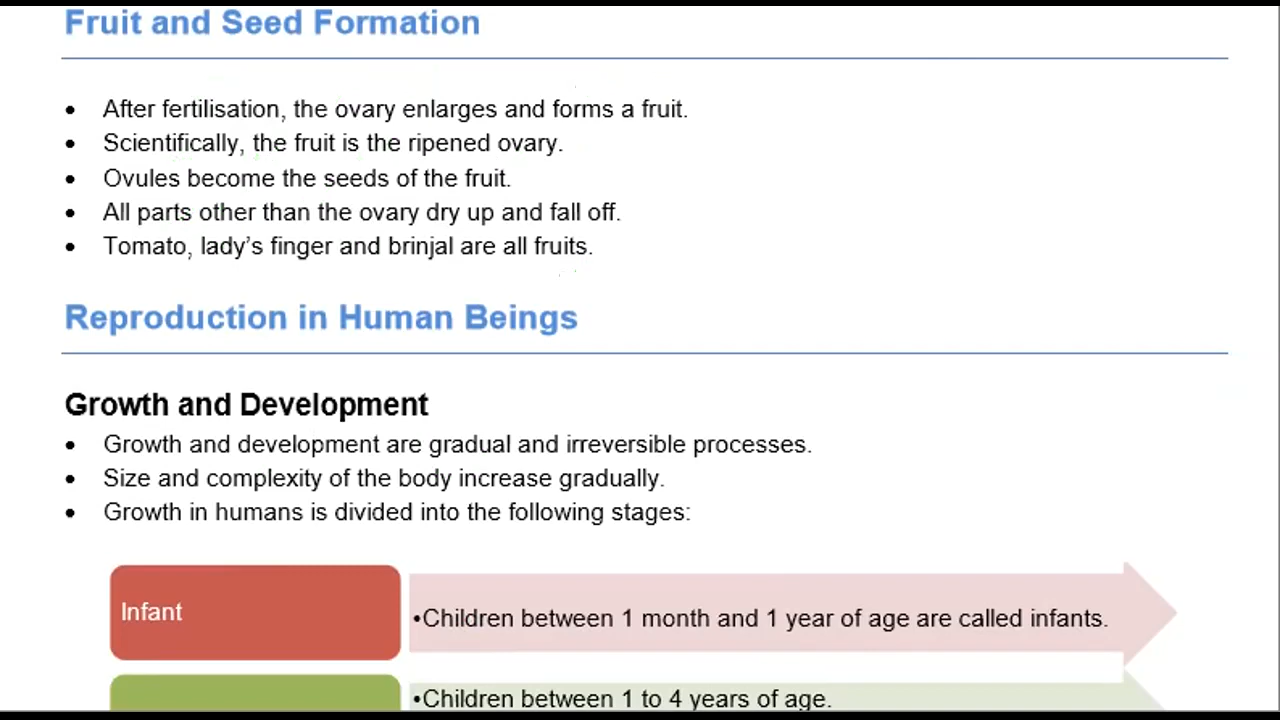 Fruit and Seed Formation
• After fertilisation, the ovary enlarges and forms a fruit.
• Scientifically, the fruit is the ripened ovary.
• Ovules become the seeds of the fruit.
• All parts other than the ovary dry up and fall off.
• Tomato, lady’s finger and brinjal are all fruits.
Reproduction in Human Beings
Growth and Development
• Growth and development are gradual and irreversible processes.
• Size and complexity of the body increase gradually.
• Growth in humans is divided into the following stages:
Infant
•Children between 1 month and 1 year of age are called infants.
•Children between 1 to 4 years of age.